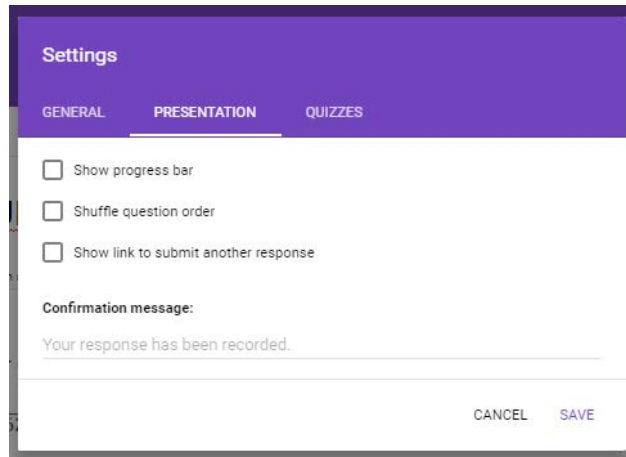 Settings
GENERAL PRESENTATION QUIZZES
Show progress bar
Shuffle question order
Show link to submit another response
Confirmation message:
Your response has been recorded.
CANCEL SAVE